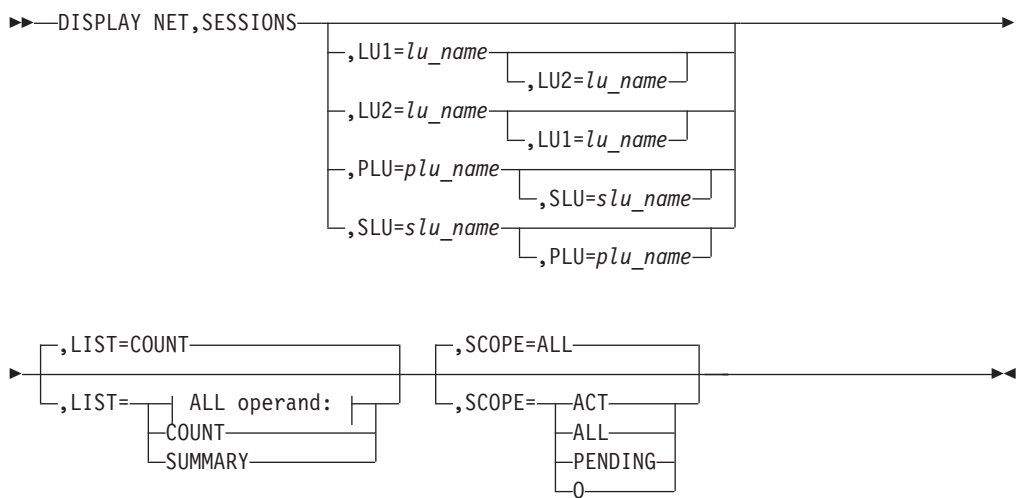 DISPLAY NET,SESSIONS
,LU1=lu_name
,LU2=lu_name
,LU2=lu_name
,LU1=lu_name
,PLU=plu_name
,SLU=slu_name
,SLU=slu_name
,PLU=plu_name
,LIST=COUNT
,LIST= ALL operand:
COUNT
SUMMARY
,SCOPE=ALL
,SCOPE= ACT
ALL
PENDING
Q